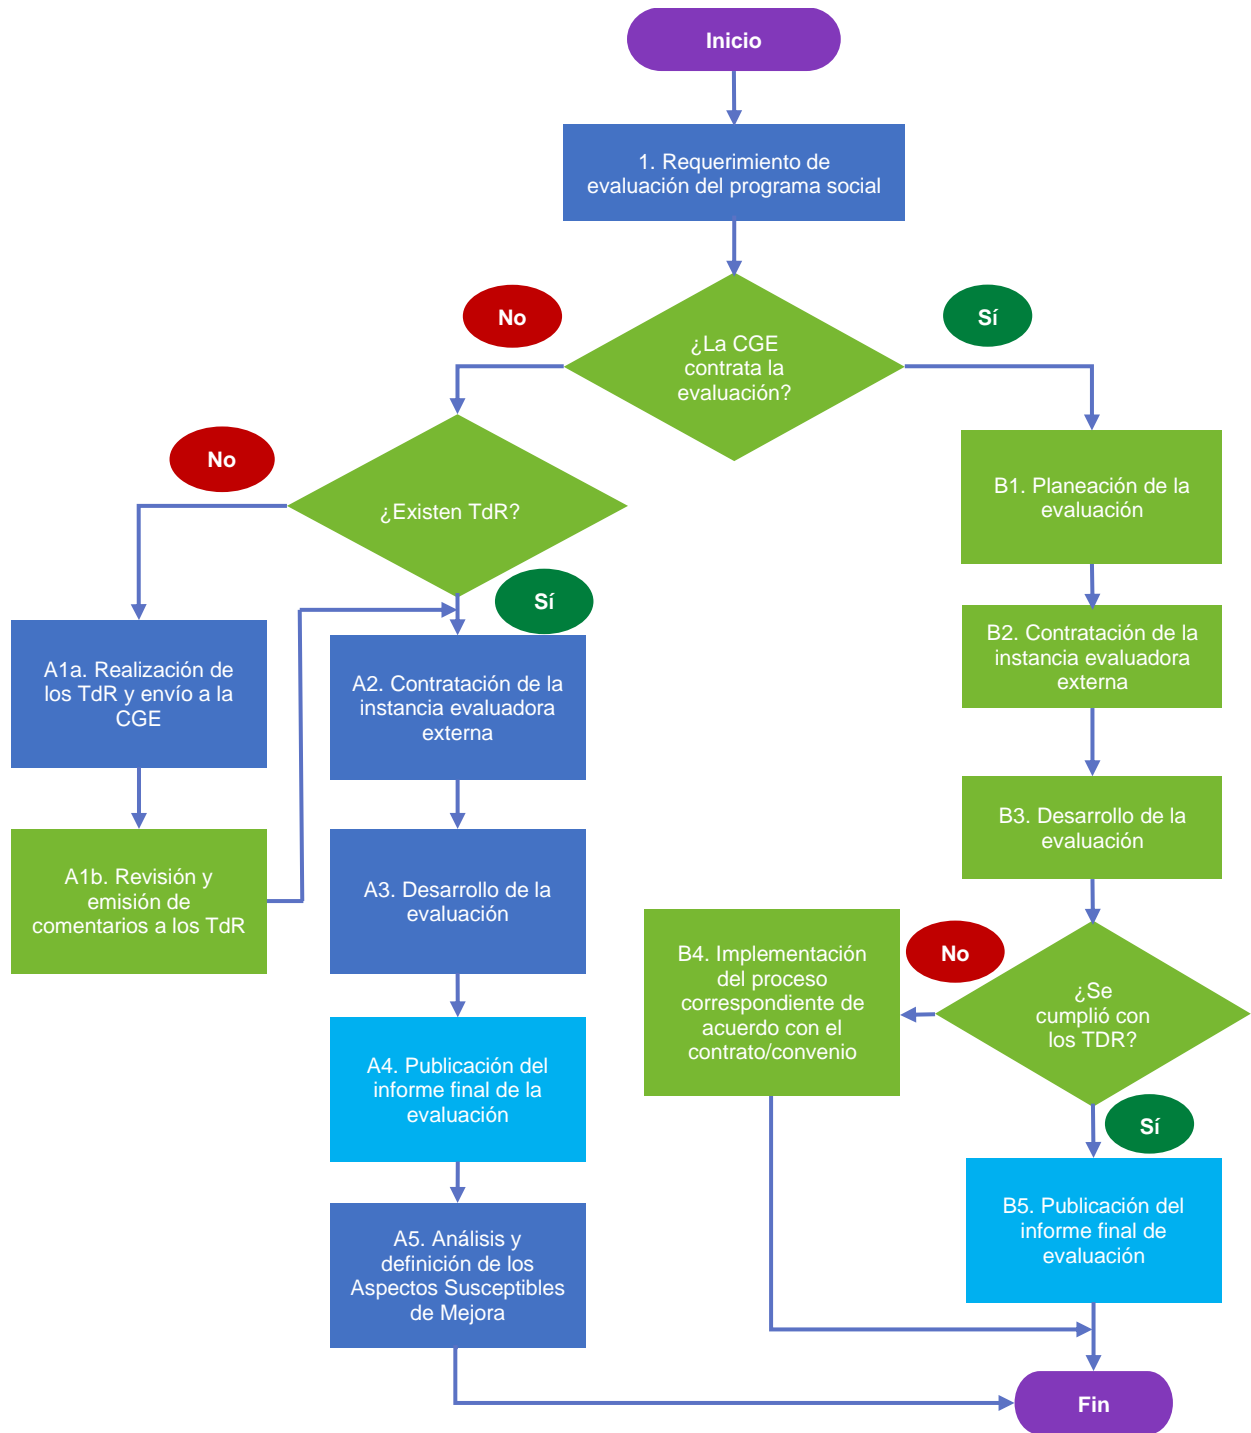 Inicio
1. Requerimiento de
evaluación del programa social
No
Sí
¿La CGE
contrata la
evaluación?
No
¿Existen TdR?
B1. Planeación de la
evaluación
Sí
A1a. Realización de
los TdR y envío a la
CGE
A2. Contratación de la
instancia evaluadora
externa
B2. Contratación de la
instancia evaluadora
externa
B3. Desarrollo de la
evaluación
A1b. Revisión y
emisión de
comentarios a los TdR
A3. Desarrollo de la
evaluación
B4. Implementación
del proceso
correspondiente de
acuerdo con el
contrato/convenio
No
¿Se
cumplió con
los TDR?
A4. Publicación del
informe final de la
evaluación
Sí
B5. Publicación del
informe final de
evaluación
A5. Análisis y
definición de los
Aspectos Susceptibles
de Mejora
Fin